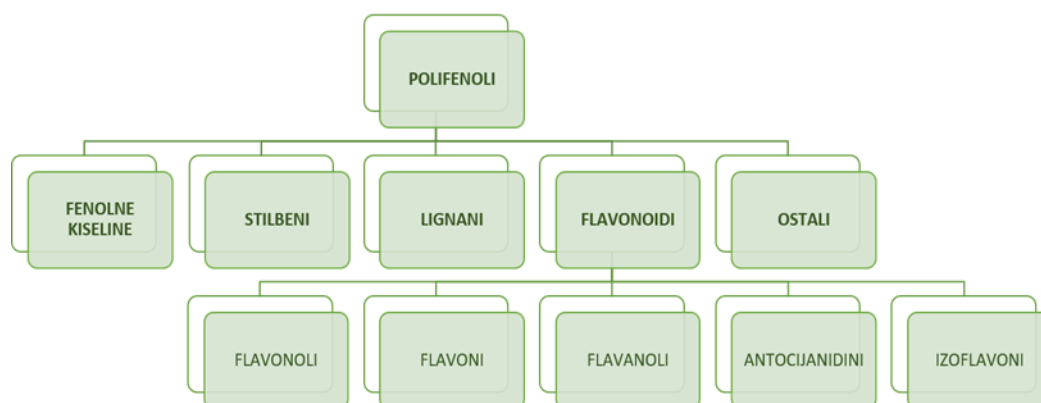 POLIFENOLI
FENOLNE
KISELINE
STILBENI
LIGNANI
FLAVONOIDI
OSTALI
FLAVONOLI
FLAVONI
FLAVANOLI
ANTOCIJANIDINI
IZOFLAVONI